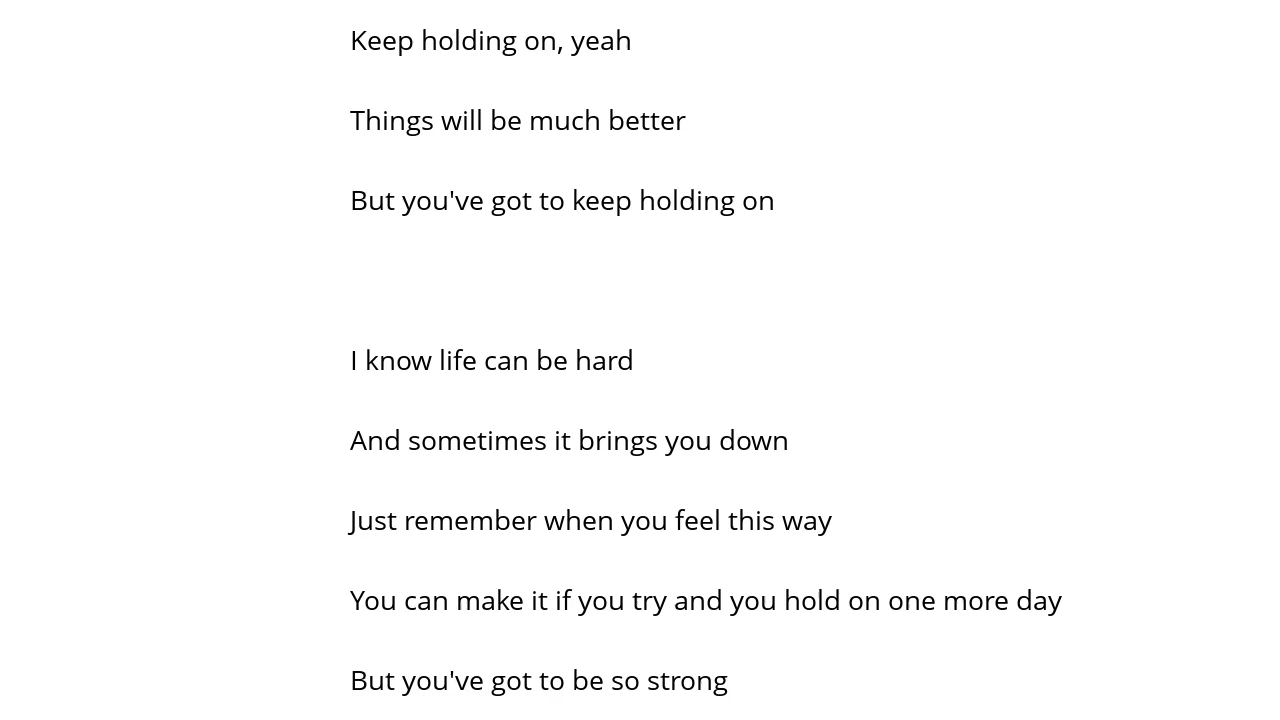 Keep holding on, yeah
Things will be much better
But you've got to keep holding on
I know life can be hard
And sometimes it brings you down
Just remember when you feel this way
You can make it if you try and you hold on one more day
But you've got to be so strong